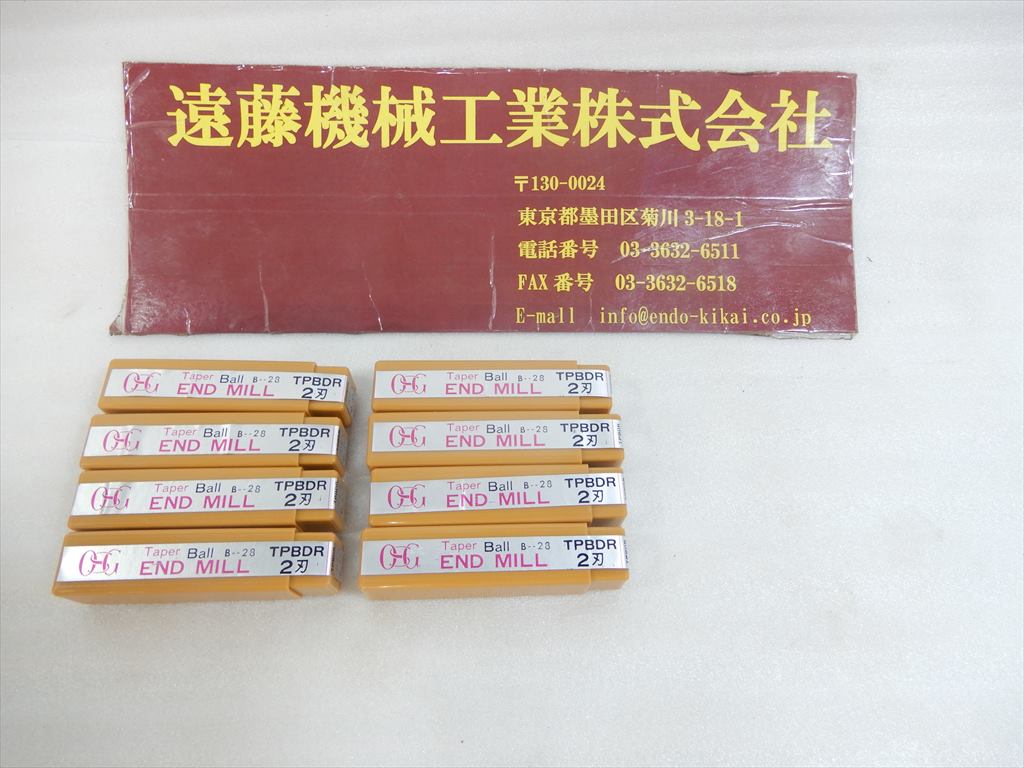 遠藤機械工業株式会社
〒130-0024
東京都墨田区菊川 3-18-1
電話番号 03-3632-6511
FAX 番号 03-3632-6518
E-mall info@endo-kikai.co.jp
OSG Taper Ball B--28 TPBDR
END MILL 2刃
OSG Taper Ball B--28 TPBDR
END MILL 2刃
OSG Taper Ball B--28 TPBDR
END MILL 2刃
OSG Taper Ball B--28 TPBDR
END MILL 2刃
OSG Taper Ball B--28 TPBDR
END MILL 2刃
OSG Taper Ball B--28 TPBDR
END MILL 2刃
OSG Taper Ball B--28 TPBDR
END MILL 2刃
OSG Taper Ball B--28 TPBDR
END MILL 2刃